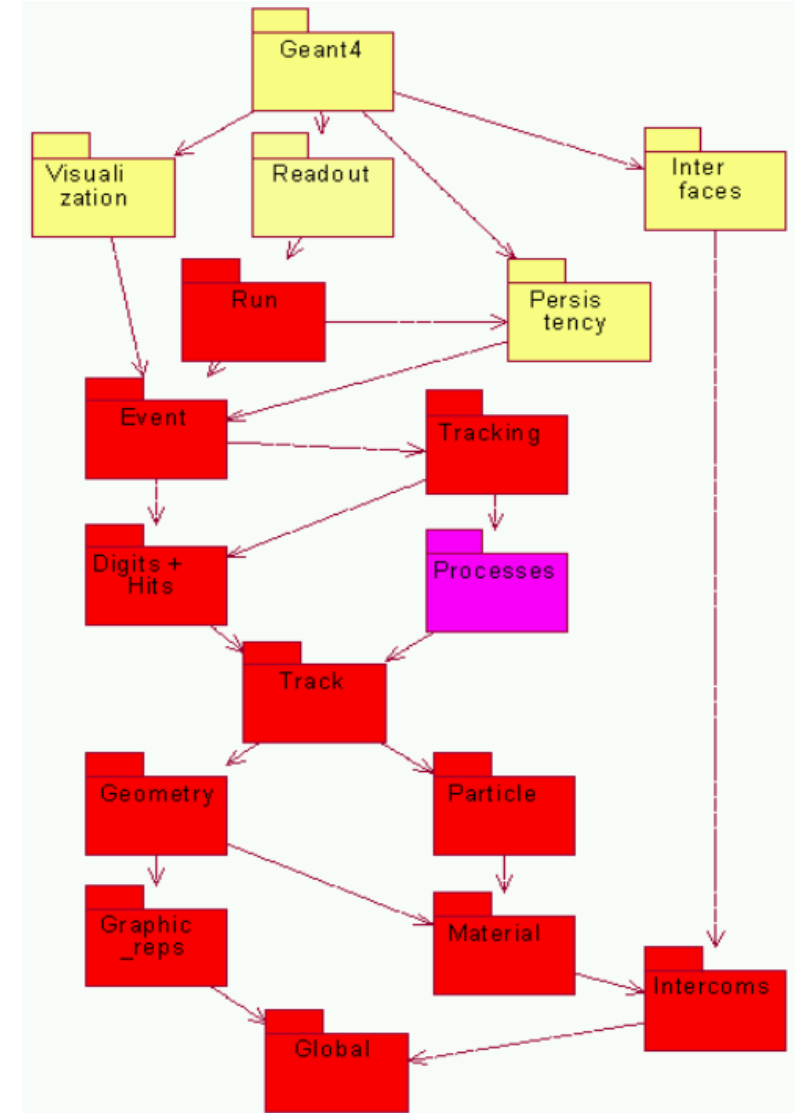 Geant4
Visuali
zation
Readout
Inter
faces
Run
Persis
tency
Event
Tracking
Digits +
Hits
Processes
Track
Geometry
Particle
Graphic
_reps
Material
Intercoms
Global